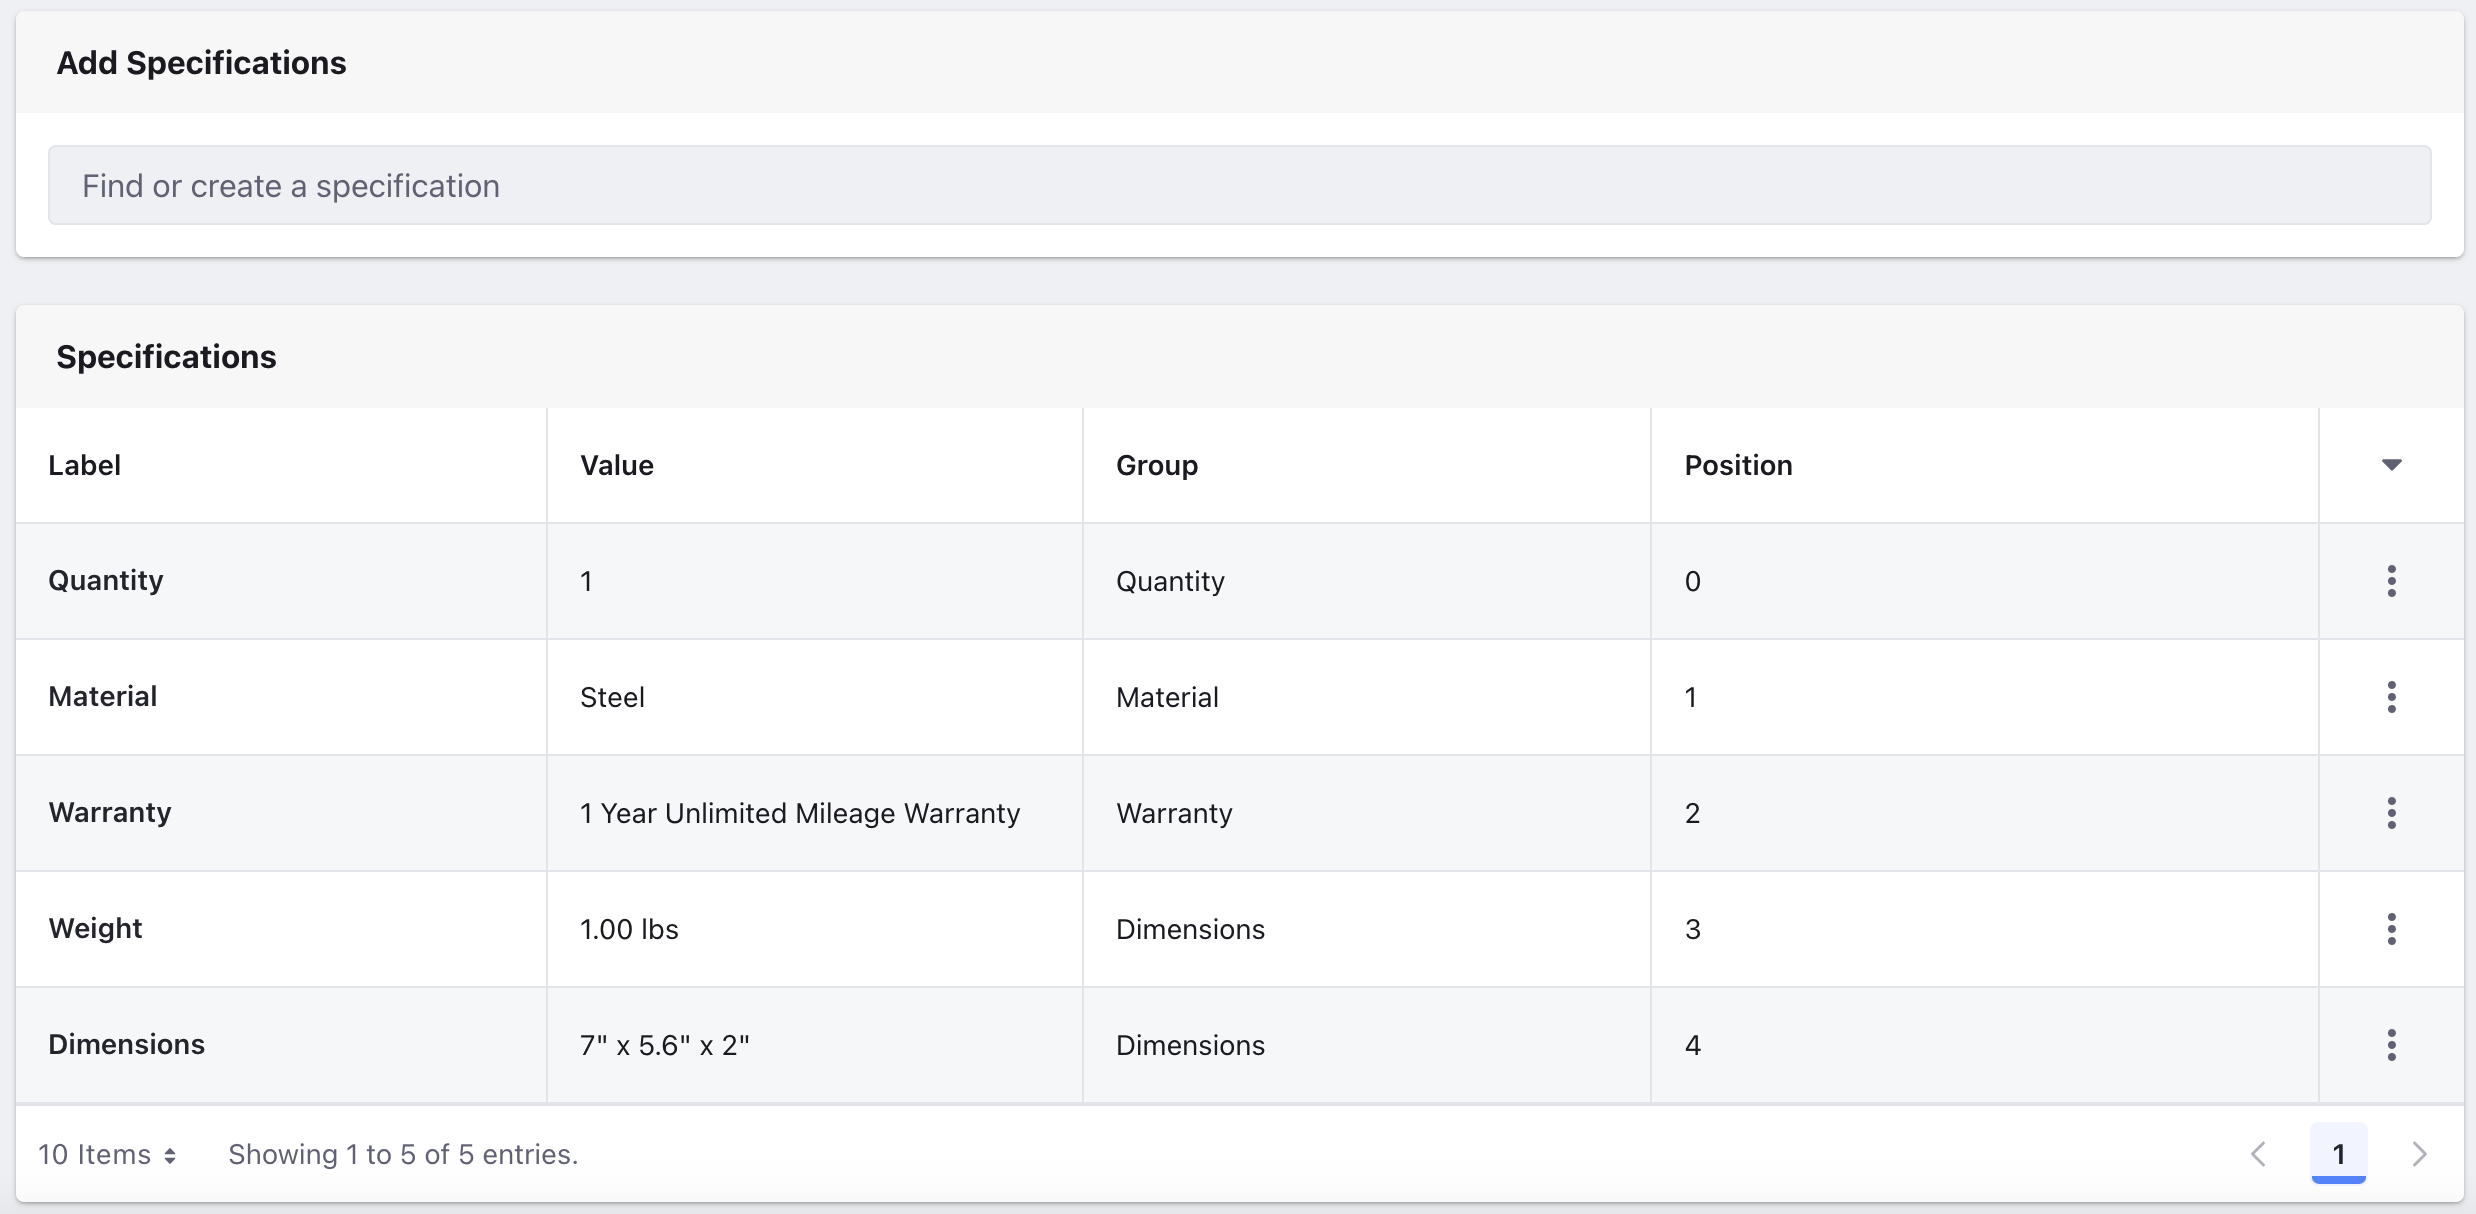 Add Specifications
Find or create a specification
Specifications
Label Value Group Position
Quantity 1 Quantity 0
Material Steel Material 1
Warranty 1 Year Unlimited Mileage Warranty Warranty 2
Weight 1.00 lbs Dimensions 3
Dimensions 7" x 5.6" x 2" Dimensions 4
10 Items Showing 1 to 5 of 5 entries. 1